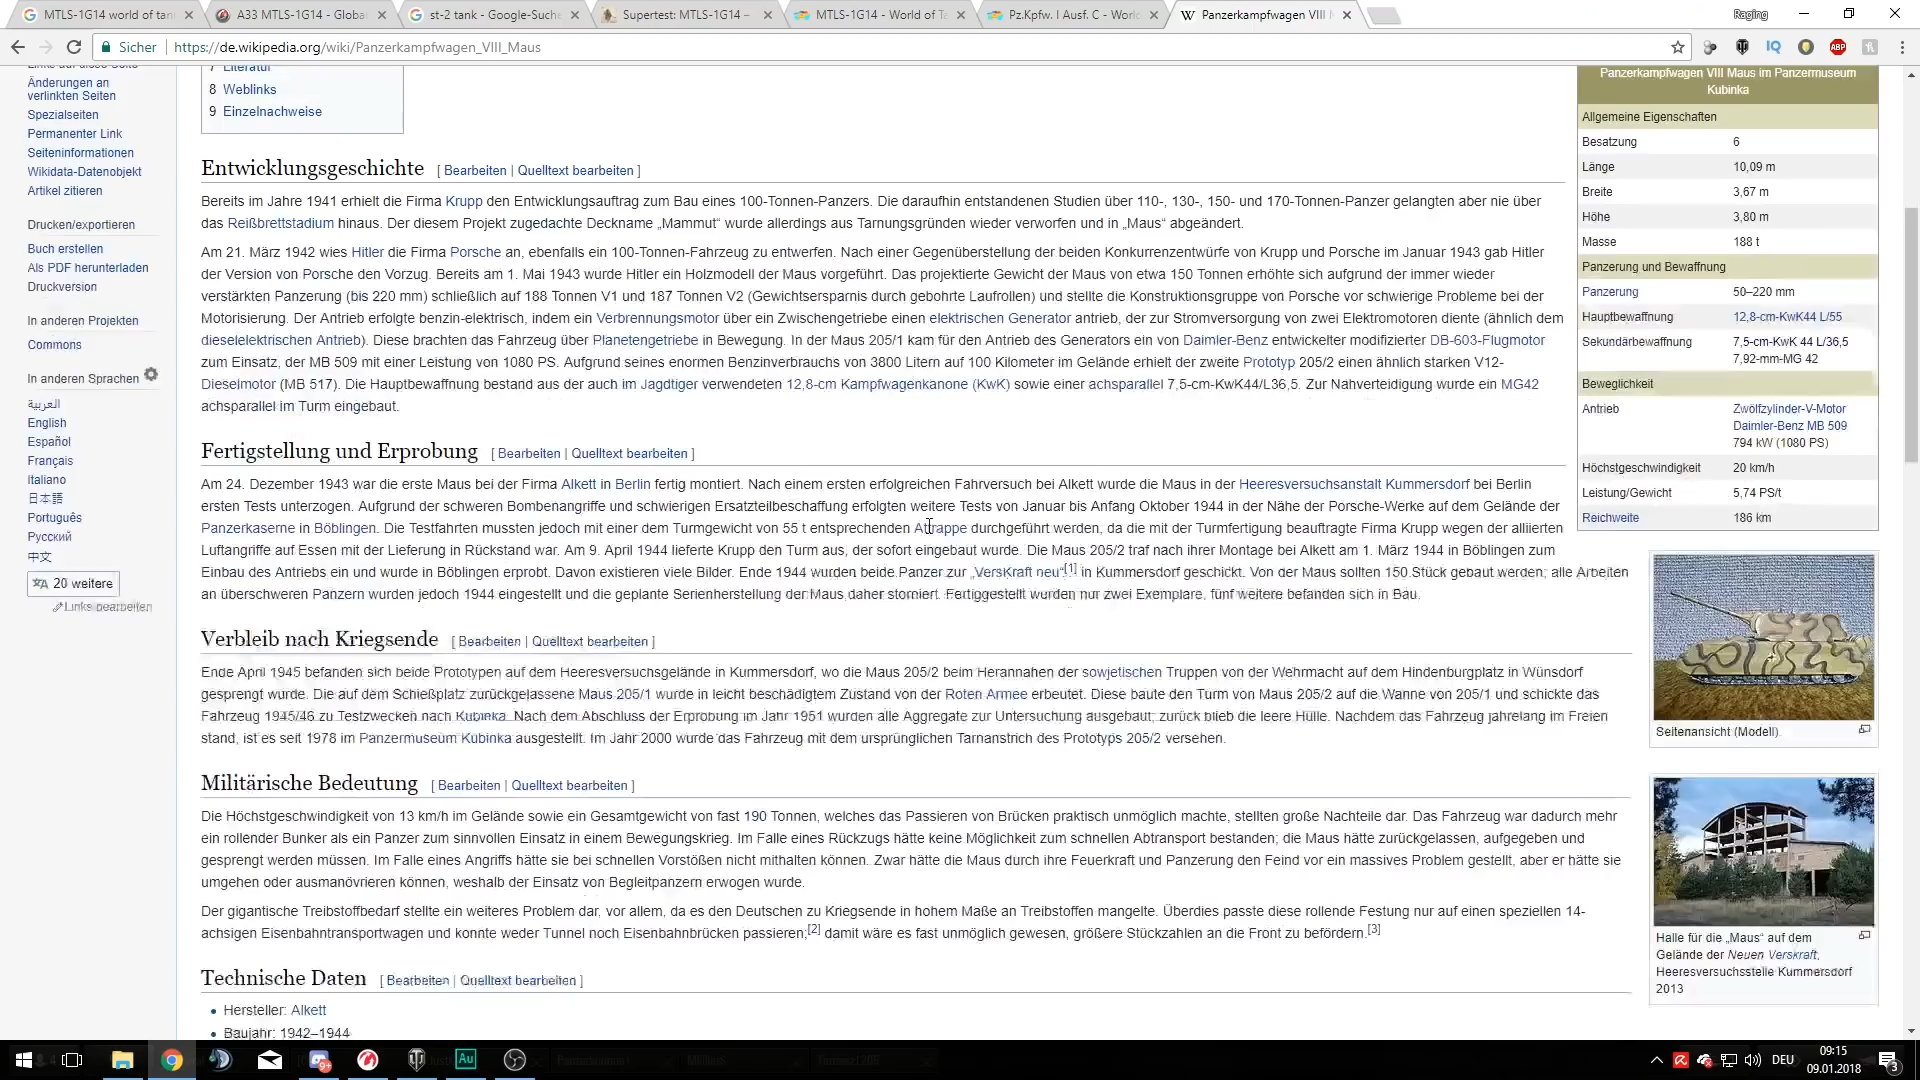 MTLS-1G14 world of tan
A33 MTLS-1G14 - Global
st-2 tank - Google-Suche
Supertest: MTLS-1G14 –
MTLS-1G14 - World of Ta
Pz.Kpfw. I Ausf. C - Worl
Panzerkampfwagen VIII
Raging
Sicher
https://de.wikipedia.org/wiki/Panzerkampfwagen_VIII_Maus
ABP
Links auf diese Seite
Änderungen an
verlinkten Seiten
Spezialseiten
Permanenter Link
Seiteninformationen
Wikidata-Datenobjekt
Artikel zitieren
Drucken/exportieren
Buch erstellen
Als PDF herunterladen
Druckversion
In anderen Projekten
Commons
In anderen Sprachen
العربية
English
Español
Français
Italiano
日本語
Português
Русский
中文
20 weitere
Links bearbeiten
7 Literatur
8 Weblinks
9 Einzelnachweise
Entwicklungsgeschichte [ Bearbeiten | Quelltext bearbeiten ]
Bereits im Jahre 1941 erhielt die Firma Krupp den Entwicklungsauftrag zum Bau eines 100-Tonnen-Panzers. Die daraufhin entstandenen Studien über 110-, 130-, 150- und 170-Tonnen-Panzer gelangten aber nie über
das Reißbrettstadium hinaus. Der diesem Projekt zugedachte Deckname „Mammut“ wurde allerdings aus Tarnungsgründen wieder verworfen und in „Maus“ abgeändert.
Am 21. März 1942 wies Hitler die Firma Porsche an, ebenfalls ein 100-Tonnen-Fahrzeug zu entwerfen. Nach einer Gegenüberstellung der beiden Konkurrenzentwürfe von Krupp und Porsche im Januar 1943 gab Hitler
der Version von Porsche den Vorzug. Bereits am 1. Mai 1943 wurde Hitler ein Holzmodell der Maus vorgeführt. Das projektierte Gewicht der Maus von etwa 150 Tonnen erhöhte sich aufgrund der immer wieder
verstärkten Panzerung (bis 220 mm) schließlich auf 188 Tonnen V1 und 187 Tonnen V2 (Gewichtsersparnis durch gebohrte Laufrollen) und stellte die Konstruktionsgruppe von Porsche vor schwierige Probleme bei der
Motorisierung. Der Antrieb erfolgte benzin-elektrisch, indem ein Verbrennungsmotor über ein Zwischengetriebe einen elektrischen Generator antrieb, der zur Stromversorgung von zwei Elektromotoren diente (ähnlich dem
dieselelektrischen Antrieb). Diese brachten das Fahrzeug über Planetengetriebe in Bewegung. In der Maus 205/1 kam für den Antrieb des Generators ein von Daimler-Benz entwickelter modifizierter DB-603-Flugmotor
zum Einsatz, der MB 509 mit einer Leistung von 1080 PS. Aufgrund seines enormen Benzinverbrauchs von 3800 Litern auf 100 Kilometer im Gelände erhielt der zweite Prototyp 205/2 einen ähnlich starken V12-
Dieselmotor (MB 517). Die Hauptbewaffnung bestand aus der auch im Jagdtiger verwendeten 12,8-cm Kampfwagenkanone (KwK) sowie einer achsparallel 7,5-cm-KwK44/L36,5. Zur Nahverteidigung wurde ein MG42
achsparallel im Turm eingebaut.
Fertigstellung und Erprobung [ Bearbeiten | Quelltext bearbeiten ]
Am 24. Dezember 1943 war die erste Maus bei der Firma Alkett in Berlin fertig montiert. Nach einem ersten erfolgreichen Fahrversuch bei Alkett wurde die Maus in der Heeresversuchsanstalt Kummersdorf bei Berlin
ersten Tests unterzogen. Aufgrund der schweren Bombenangriffe und schwierigen Ersatzteilbeschaffung erfolgten weitere Tests von Januar bis Anfang Oktober 1944 in der Nähe der Porsche-Werke auf dem Gelände der
Panzerkaserne in Böblingen. Die Testfahrten mussten jedoch mit einer dem Turmgewicht von 55 t entsprechenden Attrappe durchgeführt werden, da die mit der Turmfertigung beauftragte Firma Krupp wegen der alliierten
Luftangriffe auf Essen mit der Lieferung in Rückstand war. Am 9. April 1944 lieferte Krupp den Turm aus, der sofort eingebaut wurde. Die Maus 205/2 traf nach ihrer Montage bei Alkett am 1. März 1944 in Böblingen zum
Einbau des Antriebs ein und wurde in Böblingen erprobt. Davon existieren viele Bilder. Ende 1944 wurden beide Panzer zur „VersKraft neu“[1] in Kummersdorf geschickt. Von der Maus sollten 150 Stück gebaut werden; alle Arbeiten
an überschweren Panzern wurden jedoch 1944 eingestellt und die geplante Serienherstellung der Maus daher storniert. Fertiggestellt wurden nur zwei Exemplare, fünf weitere befanden sich in Bau.
Verbleib nach Kriegsende [ Bearbeiten | Quelltext bearbeiten ]
Ende April 1945 befanden sich beide Prototypen auf dem Heeresversuchsgelände in Kummersdorf, wo die Maus 205/2 beim Herannahen der sowjetischen Truppen von der Wehrmacht auf dem Hindenburgplatz in Wünsdorf
gesprengt wurde. Die auf dem Schießplatz zurückgelassene Maus 205/1 wurde in leicht beschädigtem Zustand von der Roten Armee erbeutet. Diese baute den Turm von Maus 205/2 auf die Wanne von 205/1 und schickte das
Fahrzeug 1945/46 zu Testzwecken nach Kubinka. Nach dem Abschluss der Erprobung im Jahr 1951 wurden alle Aggregate zur Untersuchung ausgebaut; zurück blieb die leere Hülle. Nachdem das Fahrzeug jahrelang im Freien
stand, ist es seit 1978 im Panzermuseum Kubinka ausgestellt. Im Jahr 2000 wurde das Fahrzeug mit dem ursprünglichen Tarnanstrich des Prototyps 205/2 versehen.
Militärische Bedeutung [ Bearbeiten | Quelltext bearbeiten ]
Die Höchstgeschwindigkeit von 13 km/h im Gelände sowie ein Gesamtgewicht von fast 190 Tonnen, welches das Passieren von Brücken praktisch unmöglich machte, stellten große Nachteile dar. Das Fahrzeug war dadurch mehr
ein rollender Bunker als ein Panzer zum sinnvollen Einsatz in einem Bewegungskrieg. Im Falle eines Rückzugs hätte keine Möglichkeit zum schnellen Abtransport bestanden; die Maus hätte zurückgelassen, aufgegeben und
gesprengt werden müssen. Im Falle eines Angriffs hätte sie bei schnellen Vorstößen nicht mithalten können. Zwar hätte die Maus durch ihre Feuerkraft und Panzerung den Feind vor ein massives Problem gestellt, aber er hätte sie
umgehen oder ausmanövrieren können, weshalb der Einsatz von Begleitpanzern erwogen wurde.
Der gigantische Treibstoffbedarf stellte ein weiteres Problem dar, vor allem, da es den Deutschen zu Kriegsende in hohem Maße an Treibstoffen mangelte. Überdies passte diese rollende Festung nur auf einen speziellen 14-
achsigen Eisenbahntransportwagen und konnte weder Tunnel noch Eisenbahnbrücken passieren;[2] damit wäre es fast unmöglich gewesen, größere Stückzahlen an die Front zu befördern.[3]
Technische Daten [ Bearbeiten | Quelltext bearbeiten ]
Hersteller: Alkett
Baujahr: 1942–1944
Panzerkampfwagen VIII Maus im Panzermuseum
Kubinka
Allgemeine Eigenschaften
Besatzung 6
Länge 10,09 m
Breite 3,67 m
Höhe 3,80 m
Masse 188 t
Panzerung und Bewaffnung
Panzerung 50–220 mm
Hauptbewaffnung 12,8-cm-KwK44 L/55
Sekundärbewaffnung 7,5-cm-KwK 44 L/36,5
7,92-mm-MG 42
Beweglichkeit
Antrieb Zwölfzylinder-V-Motor
Daimler-Benz MB 509
794 kW (1080 PS)
Höchstgeschwindigkeit 20 km/h
Leistung/Gewicht 5,74 PS/t
Reichweite 186 km
Seitenansicht (Modell).
Halle für die „Maus“ auf dem
Gelände der Neuen Verskraft,
Heeresversuchsstelle Kummersdorf
2013
Au
DEU
09:15
09.01.2018
3